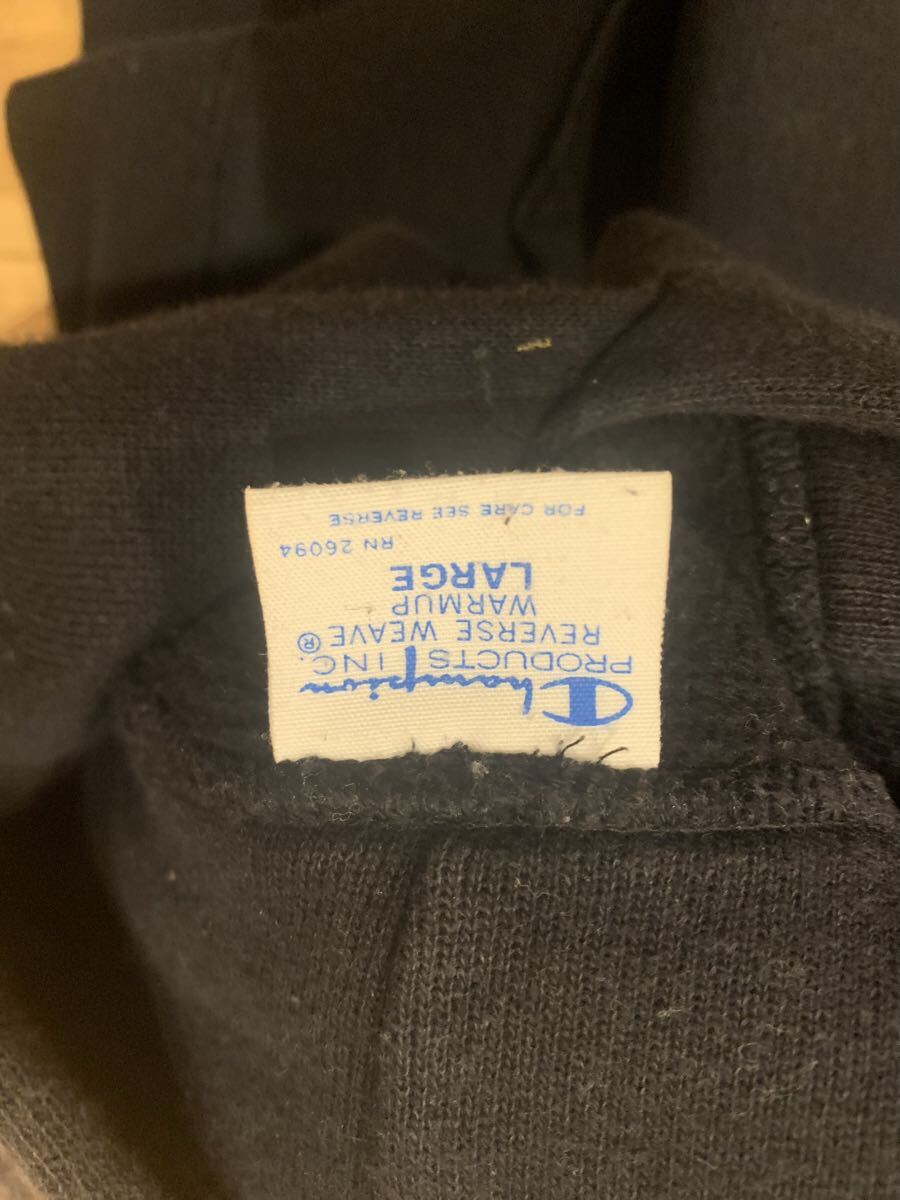 Champion
PRODUCTS INC.
REVERSE WEAVE®
WARMUP
LARGE
RN 26094
FOR CARE SEE REVERSE